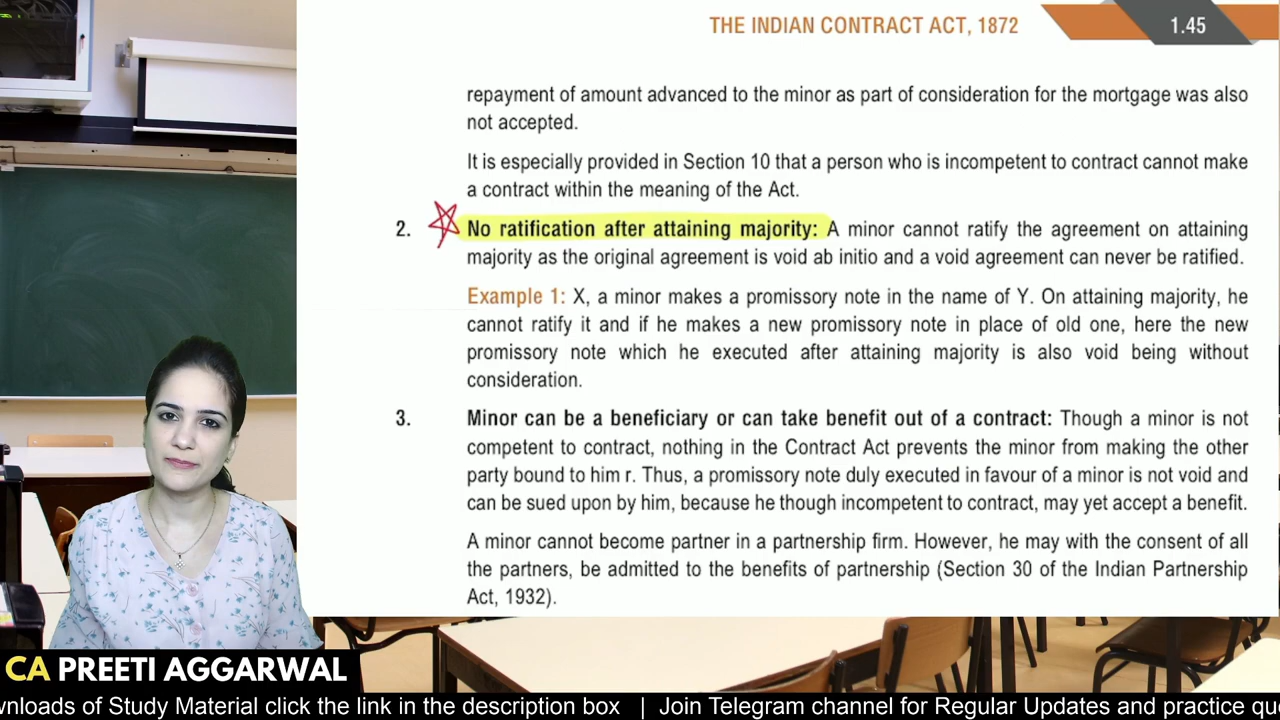 THE INDIAN CONTRACT ACT, 1872
1.45
repayment of amount advanced to the minor as part of consideration for the mortgage was also
not accepted.
It is especially provided in Section 10 that a person who is incompetent to contract cannot make
a contract within the meaning of the Act.
2. No ratification after attaining majority: A minor cannot ratify the agreement on attaining
majority as the original agreement is void ab initio and a void agreement can never be ratified.
Example 1: X, a minor makes a promissory note in the name of Y. On attaining majority, he
cannot ratify it and if he makes a new promissory note in place of old one, here the new
promissory note which he executed after attaining majority is also void being without
consideration.
3. Minor can be a beneficiary or can take benefit out of a contract: Though a minor is not
competent to contract, nothing in the Contract Act prevents the minor from making the other
party bound to him r. Thus, a promissory note duly executed in favour of a minor is not void and
can be sued upon by him, because he though incompetent to contract, may yet accept a benefit.
A minor cannot become partner in a partnership firm. However, he may with the consent of all
the partners, be admitted to the benefits of partnership (Section 30 of the Indian Partnership
Act, 1932).
CA PREETI AGGARWAL
wnloads of Study Material click the link in the description box | Join Telegram channel for Regular Updates and practice qu